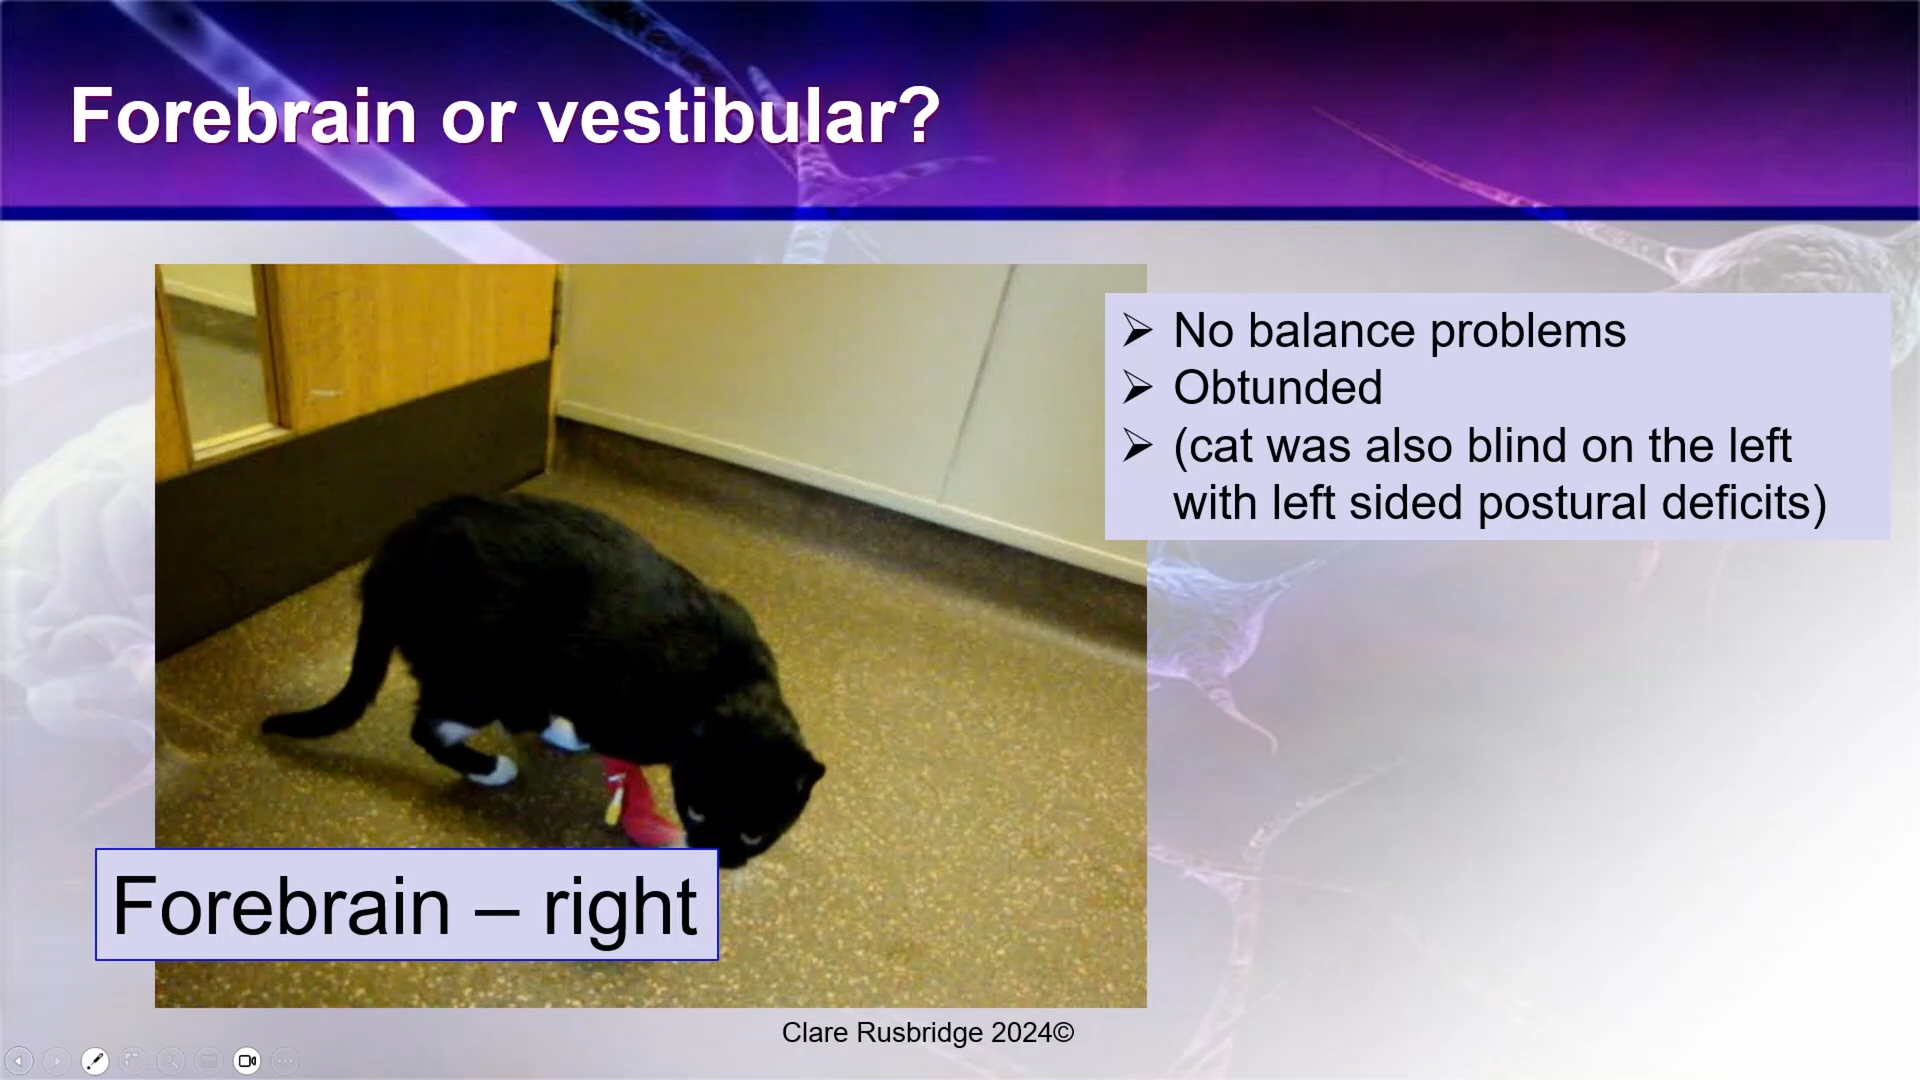 Forebrain or vestibular?
➢ No balance problems
➢ Obtunded
➢ (cat was also blind on the left
with left sided postural deficits)
Forebrain – right
Clare Rusbridge 2024©